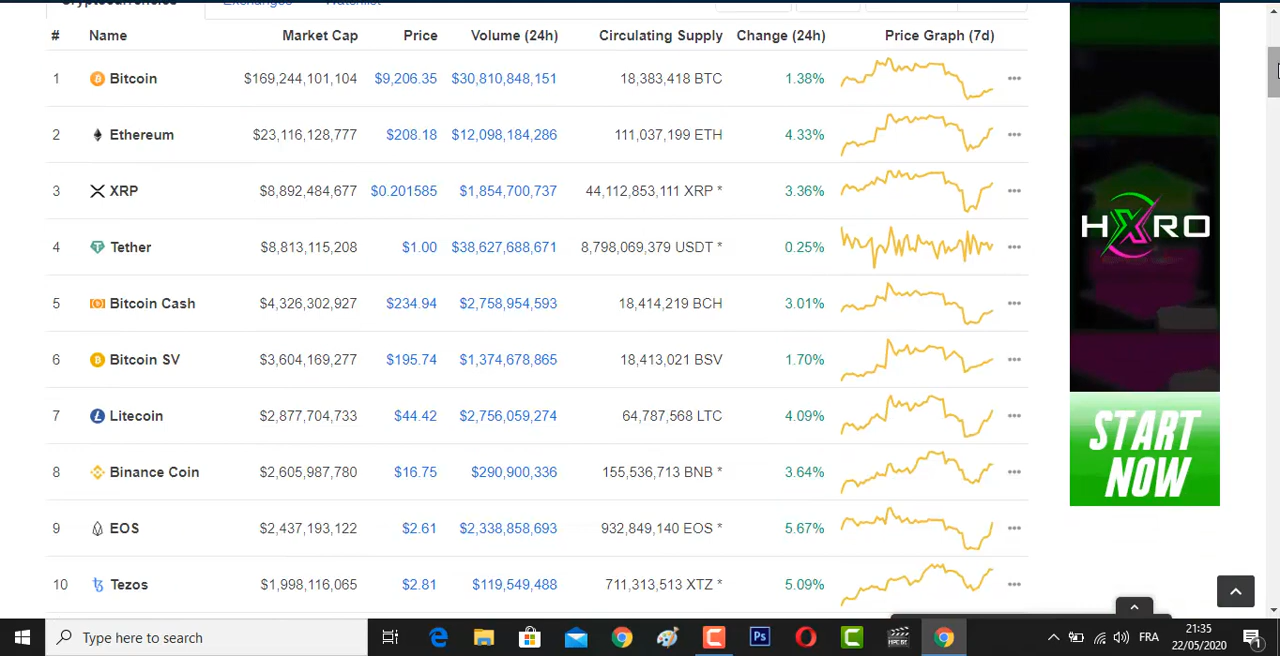 Cryptocurrencies Exchanges Watchlist
# Name Market Cap Price Volume (24h) Circulating Supply Change (24h) Price Graph (7d)
1 Bitcoin $169,244,101,104 $9,206.35 $30,810,848,151 18,383,418 BTC 1.38%
2 Ethereum $23,116,128,777 $208.18 $12,098,184,286 111,037,199 ETH 4.33%
3 XRP $8,892,484,677 $0.201585 $1,854,700,737 44,112,853,111 XRP * 3.36%
4 Tether $8,813,115,208 $1.00 $38,627,688,671 8,798,069,379 USDT * 0.25%
5 Bitcoin Cash $4,326,302,927 $234.94 $2,758,954,593 18,414,219 BCH 3.01%
6 Bitcoin SV $3,604,169,277 $195.74 $1,374,678,865 18,413,021 BSV 1.70%
7 Litecoin $2,877,704,733 $44.42 $2,756,059,274 64,787,568 LTC 4.09%
8 Binance Coin $2,605,987,780 $16.75 $290,900,336 155,536,713 BNB * 3.64%
9 EOS $2,437,193,122 $2.61 $2,338,858,693 932,849,140 EOS * 5.67%
10 Tezos $1,998,116,065 $2.81 $119,549,488 711,313,513 XTZ * 5.09%
HXRO
START
NOW
Type here to search
Ps
FRA
21:35
22/05/2020
1